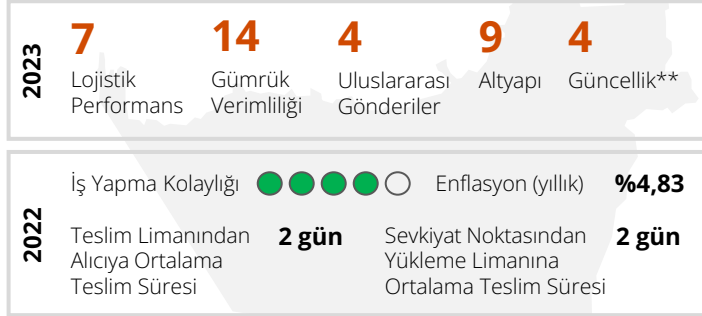 2023
7
Lojistik
Performans
14
Gümrük
Verimliliği
4
Uluslararası
Gönderiler
9
Altyapı
4
Güncellik**
2022
İş Yapma Kolaylığı
Enflasyon (yıllık) %4,83
Teslim Limanından
Alıcıya Ortalama
Teslim Süresi
2 gün
Sevkiyat Noktasından
Yükleme Limanına
Ortalama Teslim Süresi
2 gün